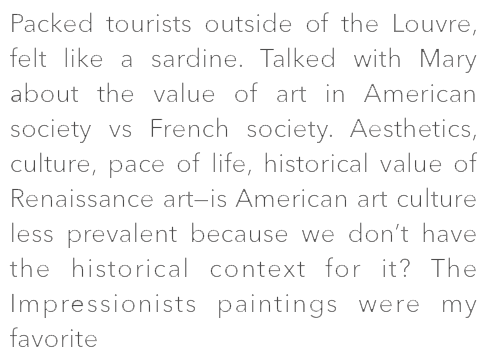 Packed tourists outside of the Louvre,
felt like a sardine. Talked with Mary
about the value of art in American
society vs French society. Aesthetics,
culture, pace of life, historical value of
Renaissance art—is American art culture
less prevalent because we don’t have
the historical context for it? The
Impressionists paintings were my
favorite